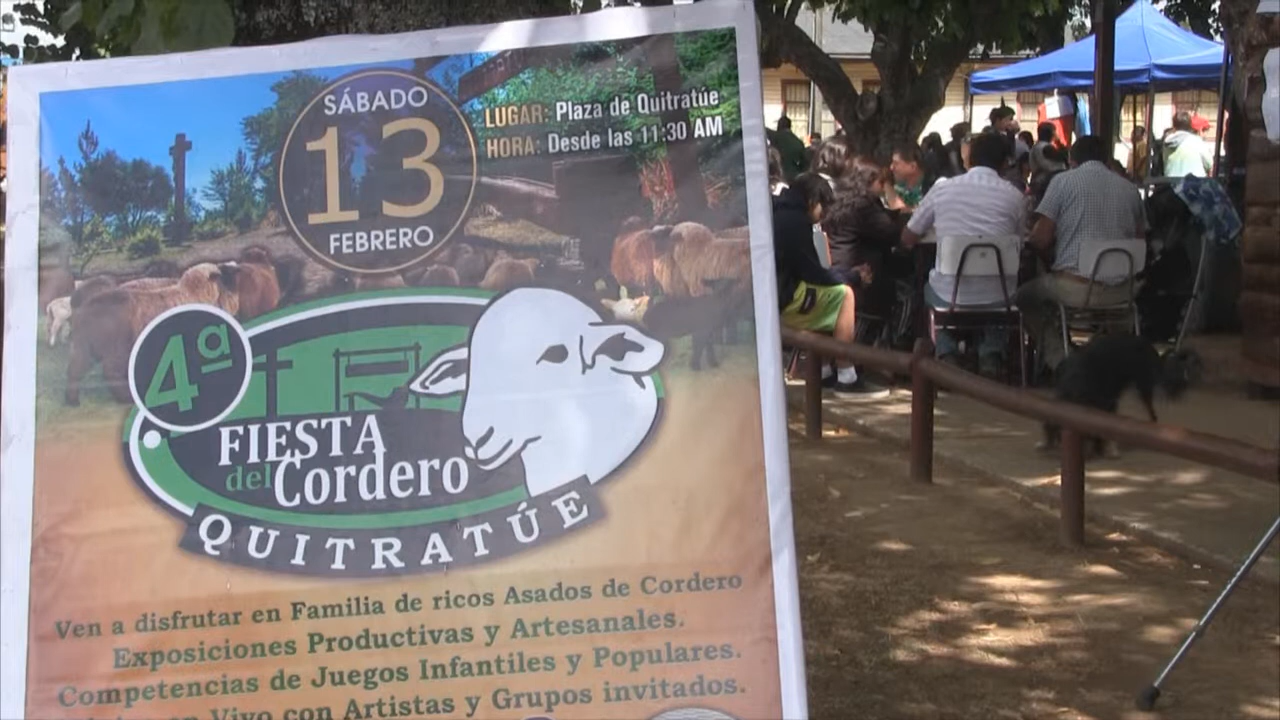 SÁBADO
13
FEBRERO
LUGAR: Plaza de Quitratúe
HORA: Desde las 11:30 AM
4ª
FIESTA
del Cordero
QUITRATÚE
Ven a disfrutar en Familia de ricos Asados de Cordero
Exposiciones Productivas y Artesanales.
Competencias de Juegos Infantiles y Populares.
en Vivo con Artistas y Grupos invitados.